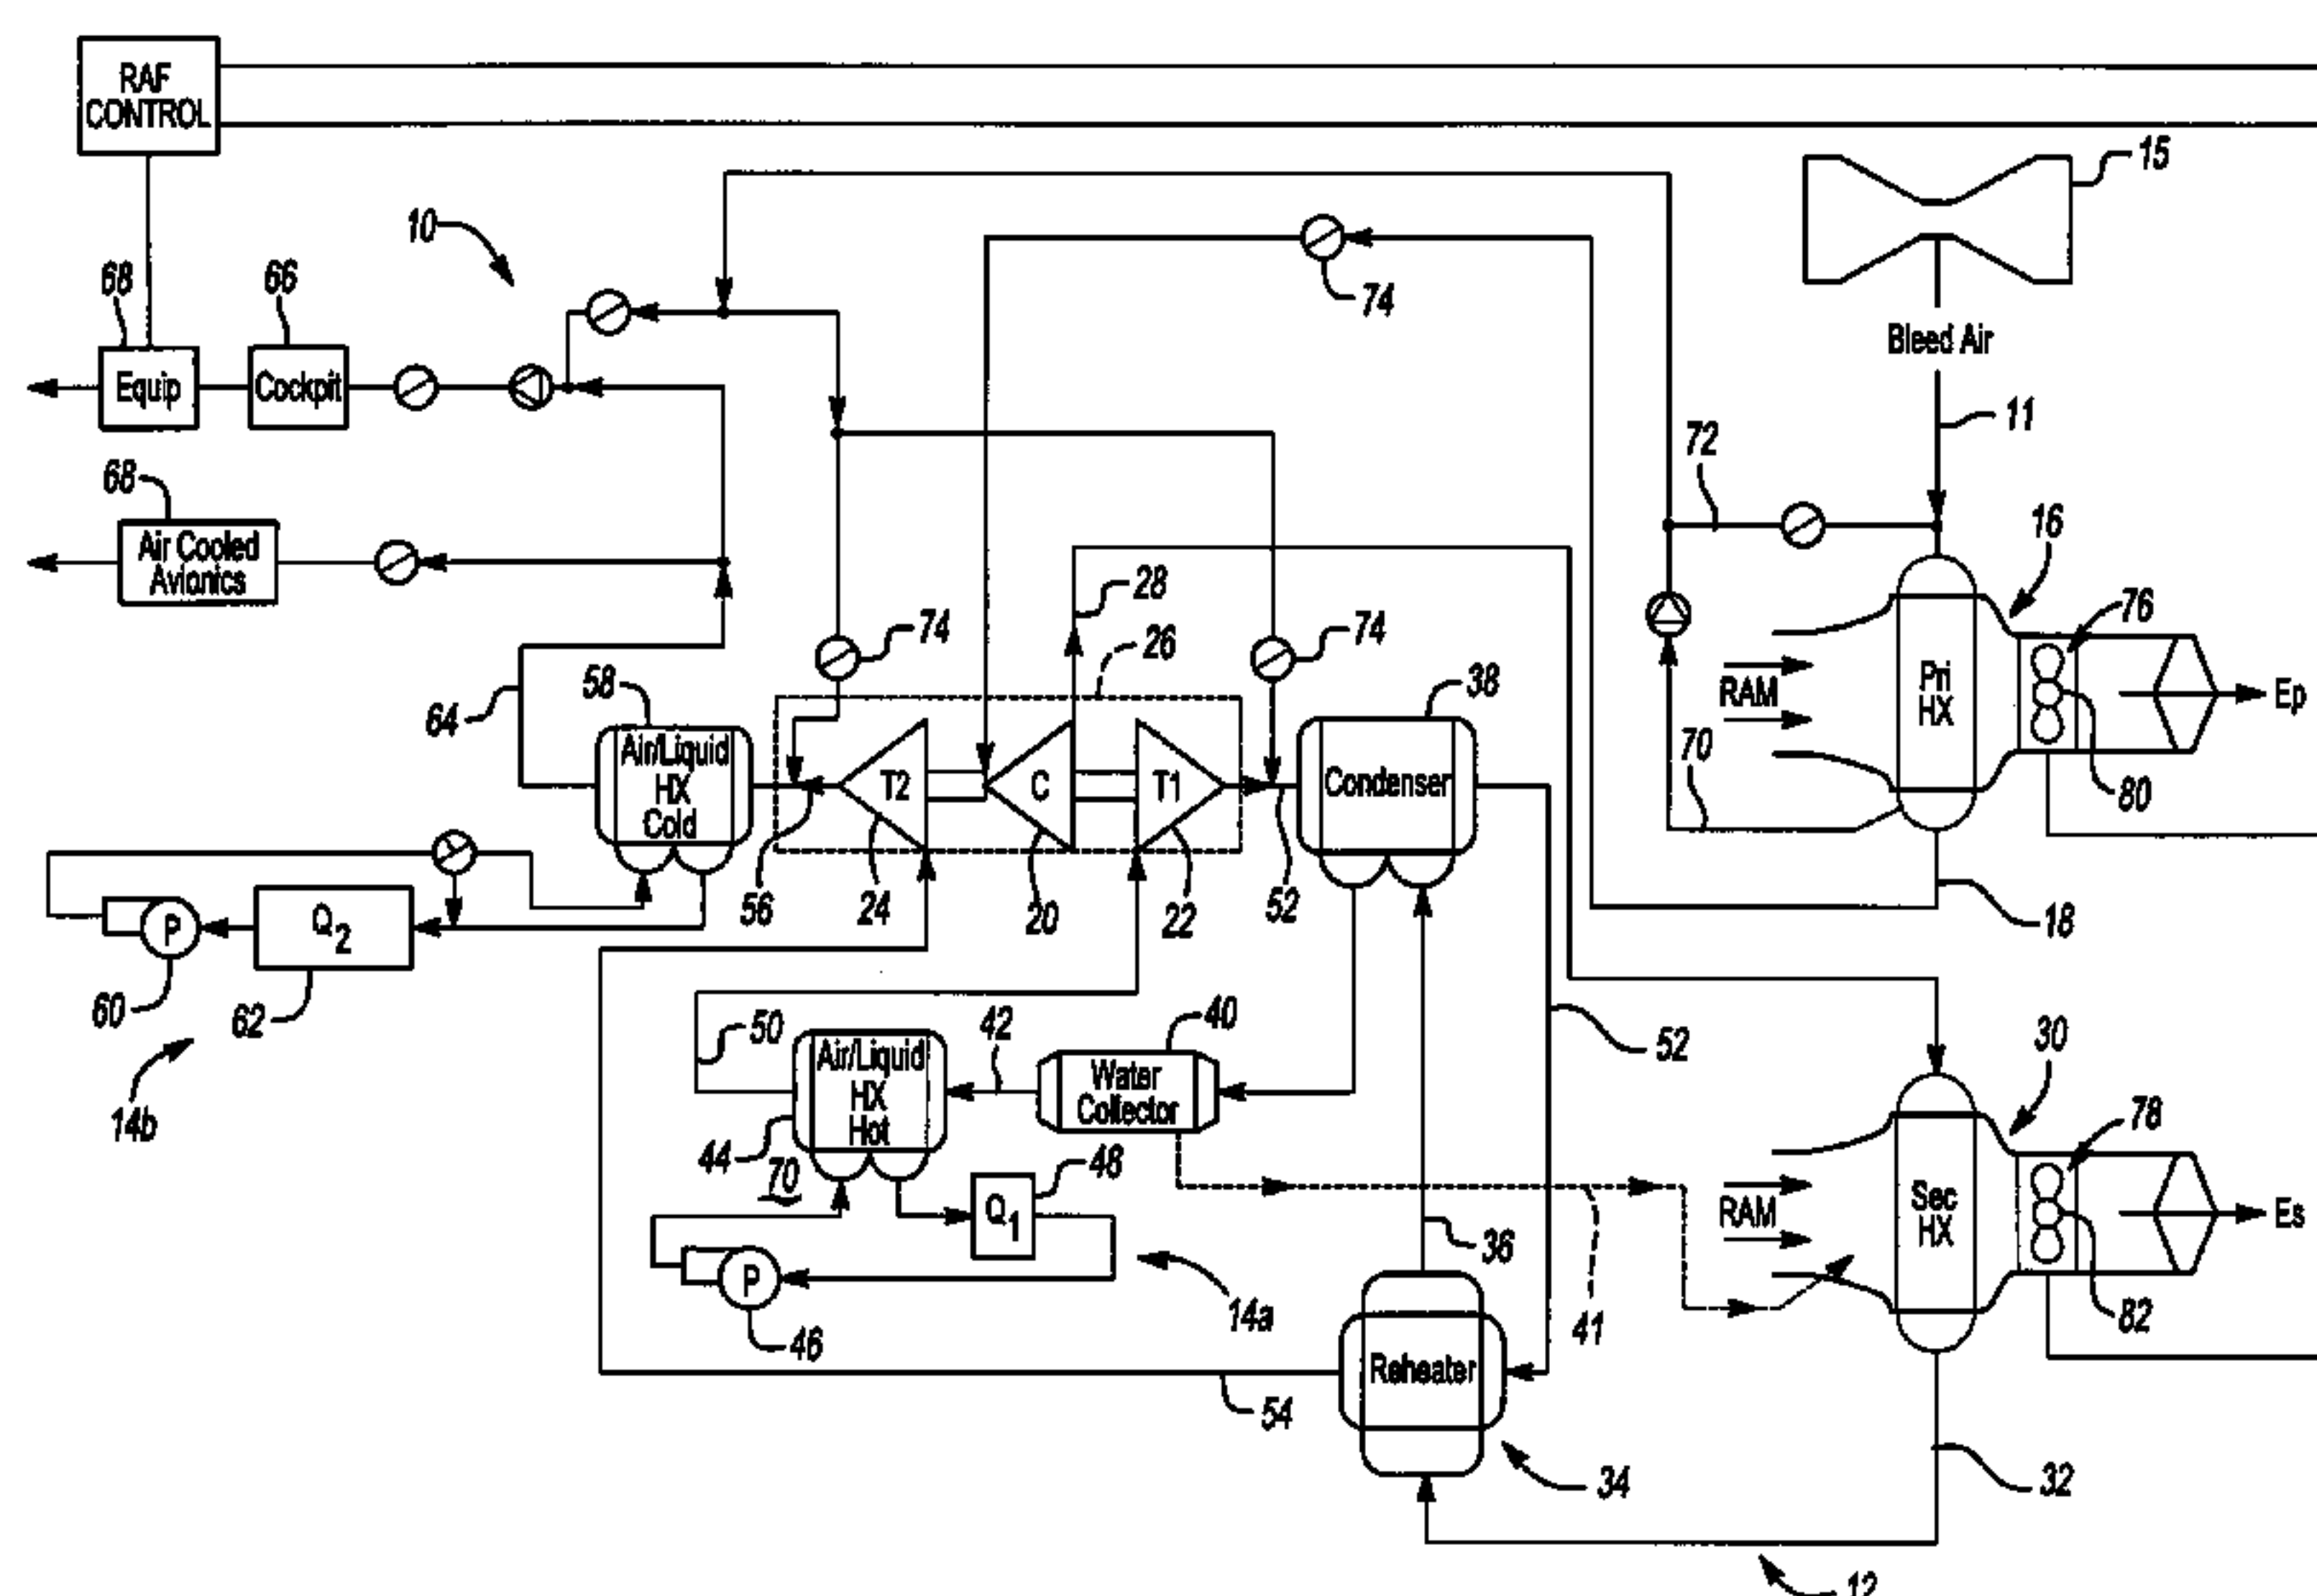 RAF
CONTROL
15
10
74
Bleed Air
68
66
Equip
Cockpit
11
72
68
Air Cooled
Avionics
16
28
76
74
26
74
58
38
Pri
HX
RAM
Ep
64
Air/Liquid
HX
Cold
T2
C
T1
Condenser
70
80
56
24
20
22
52
18
P
Q2
60
62
50
42
40
52
30
14b
Air/Liquid
HX
Hot
Water
Collector
44
70
48
78
Q1
RAM
Sec
HX
Es
36
P
46
14a
41
82
Reheater
54
34
32
12